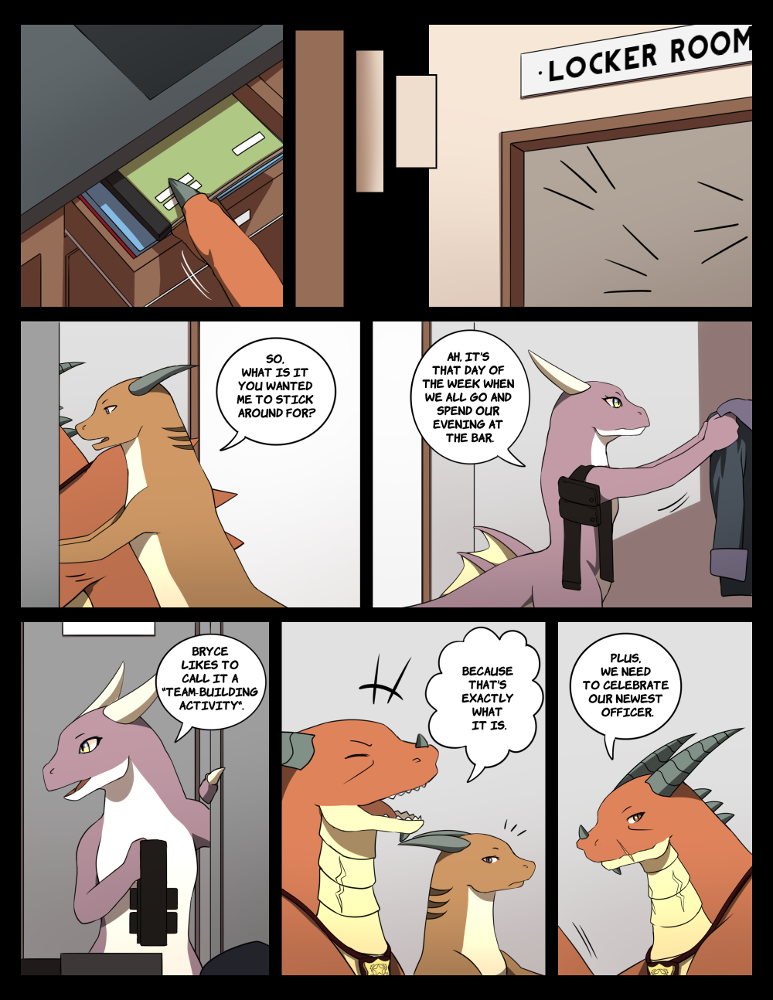 ·LOCKER ROOM
SO,
WHAT IS IT
YOU WANTED
ME TO STICK
AROUND FOR?
AH, IT'S
THAT DAY OF
THE WEEK WHEN
WE ALL GO AND
SPEND OUR
EVENING AT
THE BAR.
BRYCE
LIKES TO
CALL IT A
"TEAM-BUILDING
ACTIVITY".
BECAUSE
THAT'S
EXACTLY
WHAT
IT IS.
PLUS,
WE NEED
TO CELEBRATE
OUR NEWEST
OFFICER.